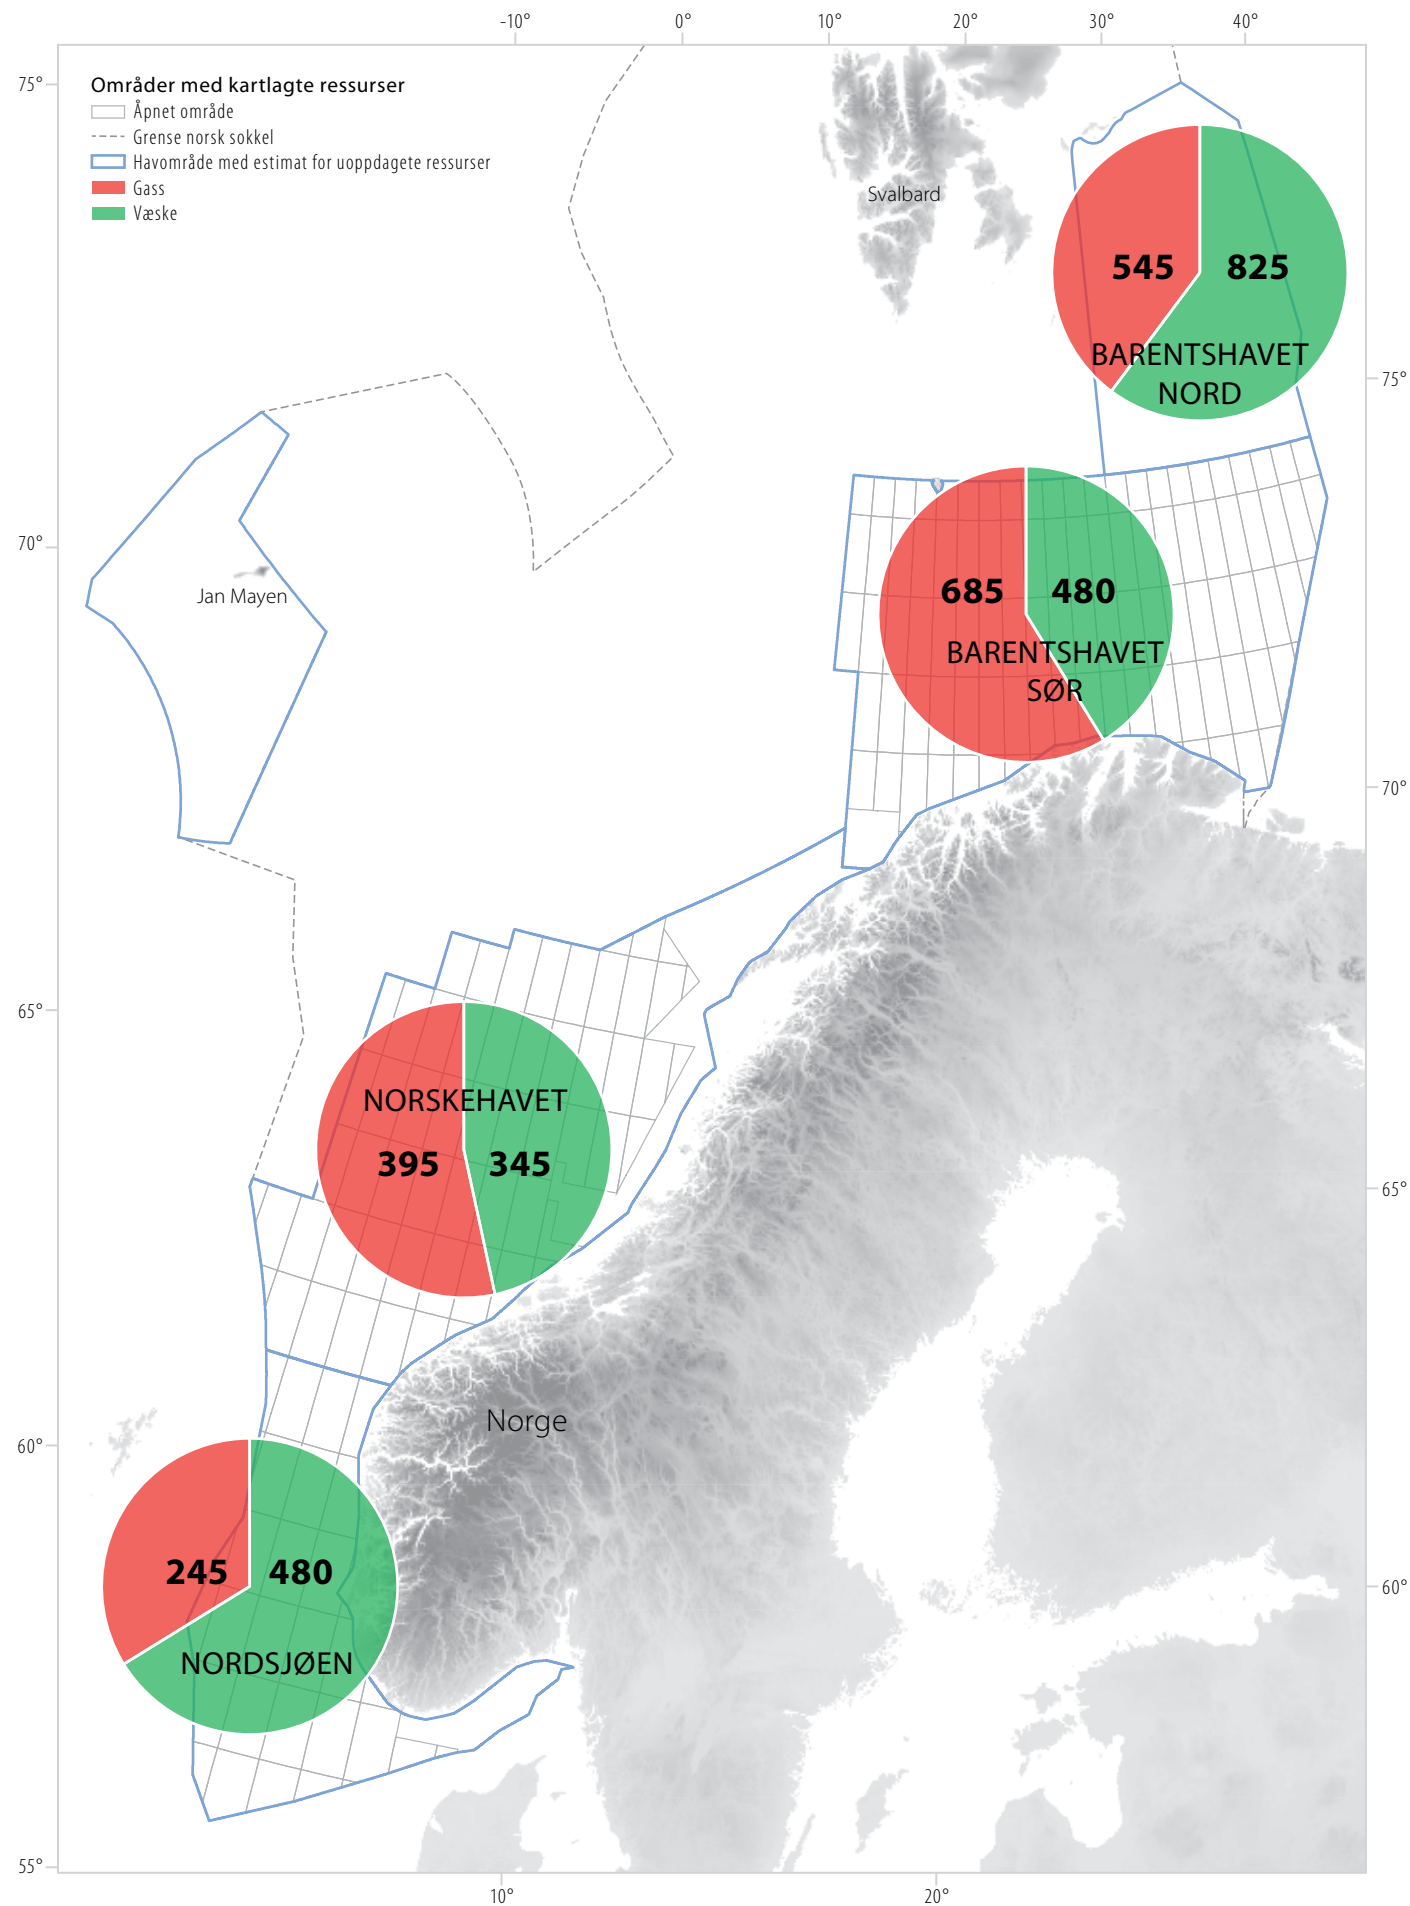 -10° 0° 10° 20° 30° 40°
75°
Områder med kartlagte ressurser
Åpnet område
Grense norsk sokkel
Havområde med estimat for uoppdagete ressurser
Gass
Væske
Svalbard
545 825
BARENTSHAVET
NORD
75°
70°
Jan Mayen
685 480
BARENTSHAVET
SØR
70°
65°
NORSKEHAVET
395 345
65°
Norge
60°
245 480
NORDSJØEN
60°
55°
10° 20°